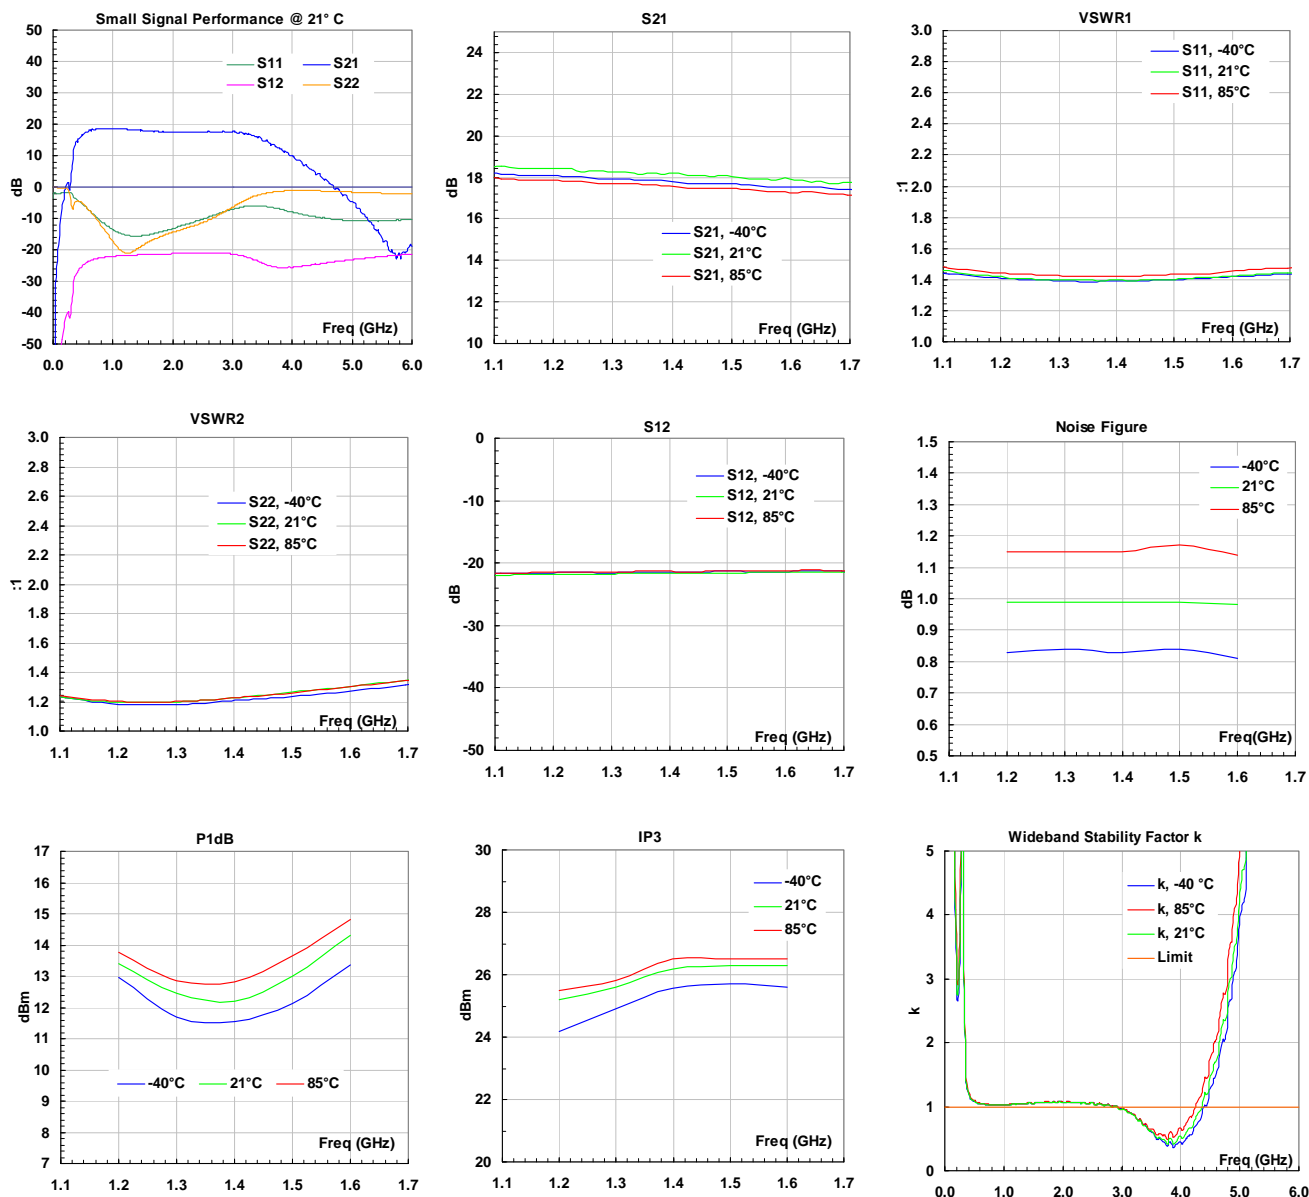 Small Signal Performance @ 21° C
50
40
30
20
10
0
-10
-20
-30
-40
-50
dB
S11
S21
S12
S22
Freq (GHz)
0.0 1.0 2.0 3.0 4.0 5.0 6.0
S21
24
22
20
18
16
14
12
10
dB
S21, -40°C
S21, 21°C
S21, 85°C
Freq (GHz)
1.1 1.2 1.3 1.4 1.5 1.6 1.7
VSWR1
3.0
2.8
2.6
2.4
2.2
2.0
1.8
1.6
1.4
1.2
1.0
:1
S11, -40°C
S11, 21°C
S11, 85°C
Freq (GHz)
1.1 1.2 1.3 1.4 1.5 1.6 1.7
VSWR2
3.0
2.8
2.6
2.4
2.2
2.0
1.8
1.6
1.4
1.2
1.0
:1
S22, -40°C
S22, 21°C
S22, 85°C
Freq (GHz)
1.1 1.2 1.3 1.4 1.5 1.6 1.7
S12
0
-10
-20
-30
-40
-50
dB
S12, -40°C
S12, 21°C
S12, 85°C
Freq (GHz)
1.1 1.2 1.3 1.4 1.5 1.6 1.7
Noise Figure
1.5
1.4
1.3
1.2
1.1
1.0
0.9
0.8
0.7
0.6
0.5
dB
-40°C
21°C
85°C
Freq(GHz)
1.1 1.2 1.3 1.4 1.5 1.6 1.7
P1dB
17
16
15
14
13
12
11
10
9
8
7
dBm
-40°C
21°C
85°C
Freq (GHz)
1.1 1.2 1.3 1.4 1.5 1.6 1.7
IP3
30
28
26
24
22
20
dBm
-40°C
21°C
85°C
Freq (GHz)
1.1 1.2 1.3 1.4 1.5 1.6 1.7
Wideband Stability Factor k
5
4
3
2
1
0
k
k, -40 °C
k, 85°C
k, 21°C
Limit
Freq (GHz)
0.0 1.0 2.0 3.0 4.0 5.0 6.0